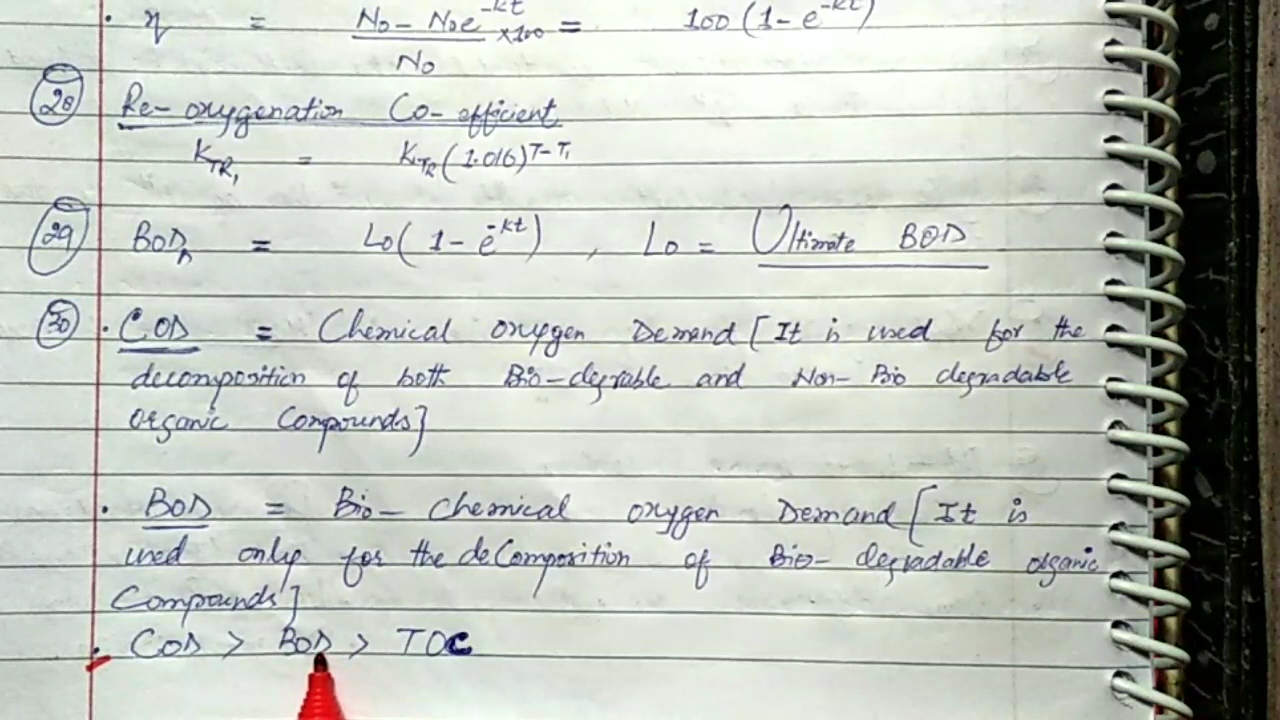 · η = N₀ - N₀e^-kt / N₀ ×100 = 100 (1 - e^-kt)
28 Re-oxygenation Co-efficient
K_TR₁ = K_TR (1.016)^T-T₁
29 BODn = L₀(1 - e^-kt) , L₀ = Ultimate BOD
30 · COD = Chemical oxygen Demand [It is used for the
decomposition of both Bio-degrable and Non-Bio degradable
organic Compounds]
· BOD = Bio-Chemical oxygen Demand [It is
used only for the deComposition of Bio-degradable organic
Compounds]
· COD > BOD > TOC